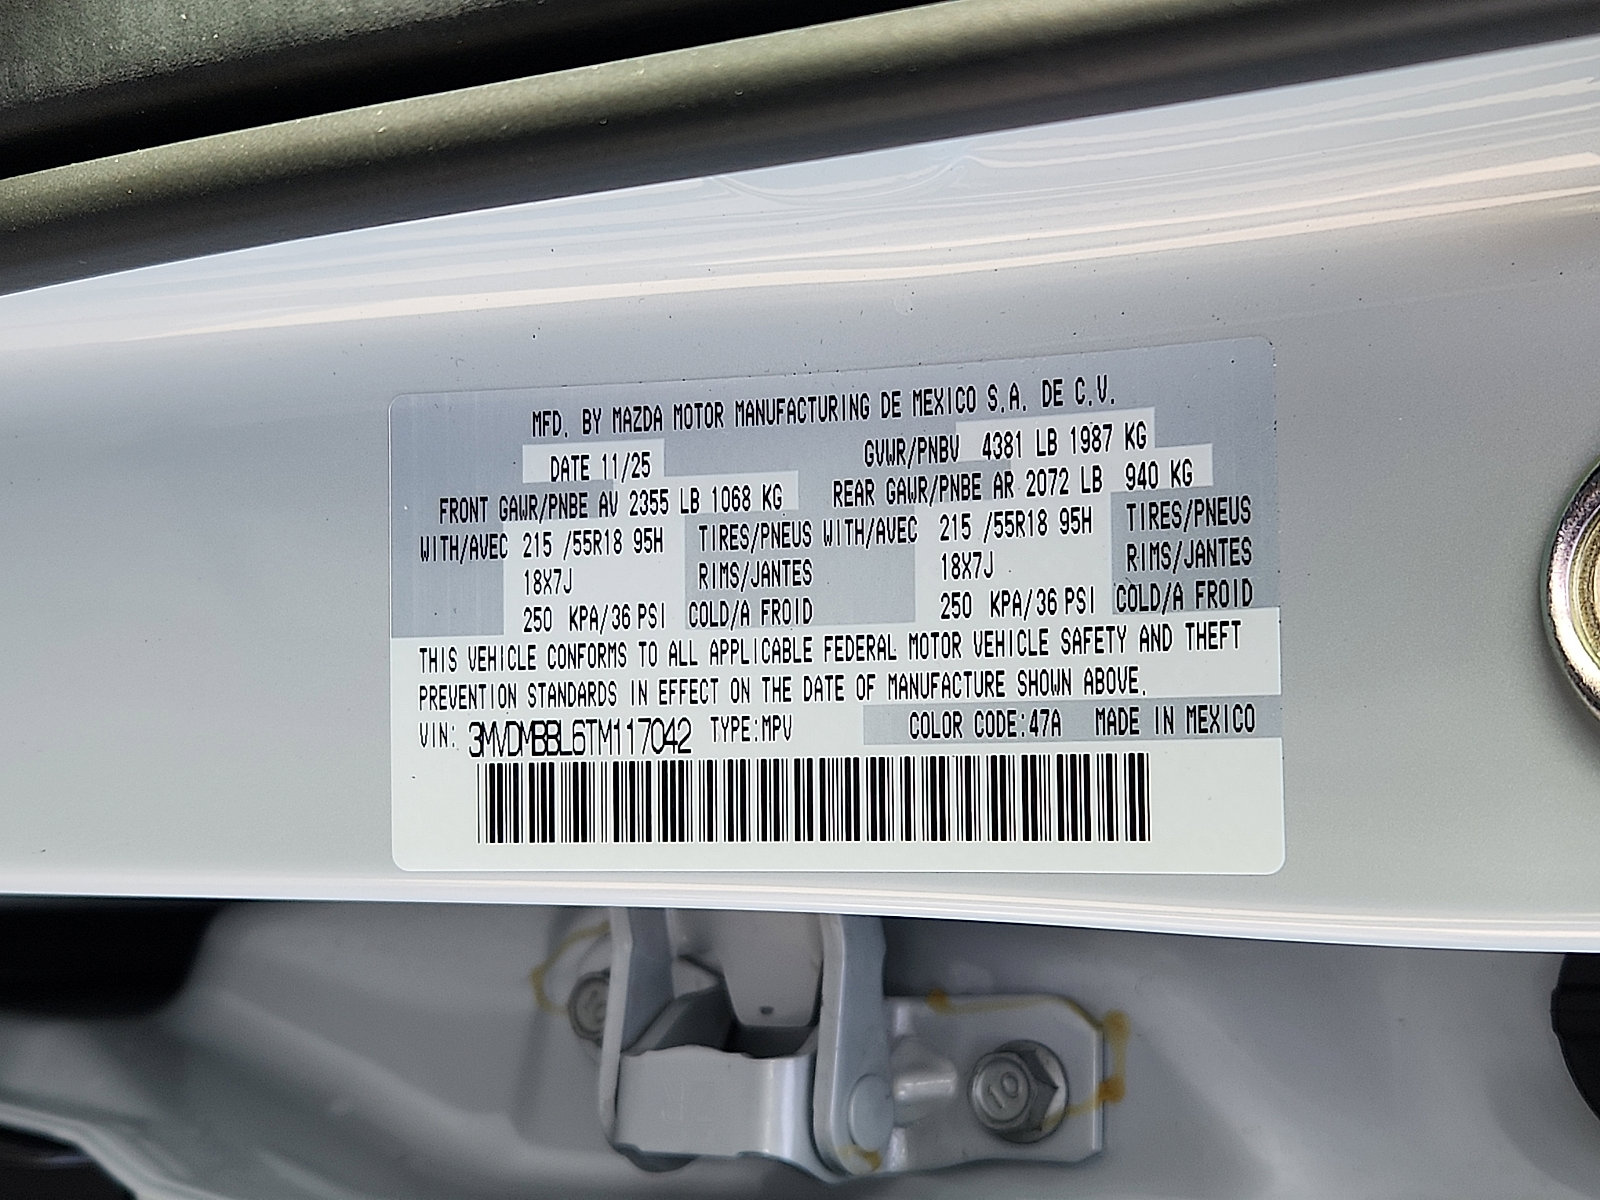 MFD. BY MAZDA MOTOR MANUFACTURING DE MEXICO S.A. DE C.V.
DATE 11/25 GVWR/PNBV 4381 LB 1987 KG
FRONT GAWR/PNBE AV 2355 LB 1068 KG REAR GAWR/PNBE AR 2072 LB 940 KG
WITH/AVEC 215 /55R18 95H TIRES/PNEUS WITH/AVEC 215 /55R18 95H TIRES/PNEUS
18X7J RIMS/JANTES 18X7J RIMS/JANTES
250 KPA/36 PSI COLD/A FROID 250 KPA/36 PSI COLD/A FROID
THIS VEHICLE CONFORMS TO ALL APPLICABLE FEDERAL MOTOR VEHICLE SAFETY AND THEFT
PREVENTION STANDARDS IN EFFECT ON THE DATE OF MANUFACTURE SHOWN ABOVE.
VIN: 3MVDMBBL6TM117042 TYPE:MPV COLOR CODE:47A MADE IN MEXICO
10